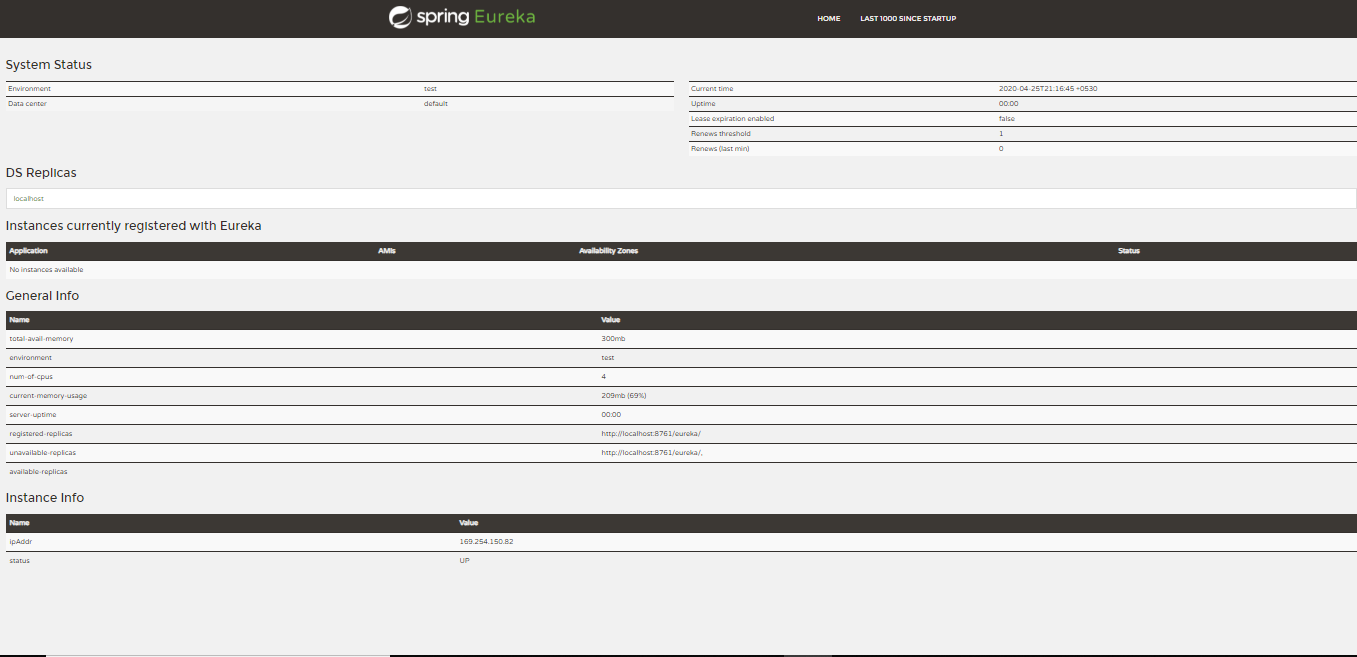 spring Eureka HOME LAST 1000 SINCE STARTUP
System Status
Environment test
Data center default
Current time 2020-04-25T21:16:45 +0530
Uptime 00:00
Lease expiration enabled false
Renews threshold 1
Renews (last min) 0
DS Replicas
localhost
Instances currently registered with Eureka
Application AMIs Availability Zones Status
No instances available
General Info
Name Value
total-avail-memory 300mb
environment test
num-of-cpus 4
current-memory-usage 209mb (69%)
server-uptime 00:00
registered-replicas http://localhost:8761/eureka/
unavailable-replicas http://localhost:8761/eureka/,
available-replicas
Instance Info
Name Value
ipAddr 169.254.150.82
status UP